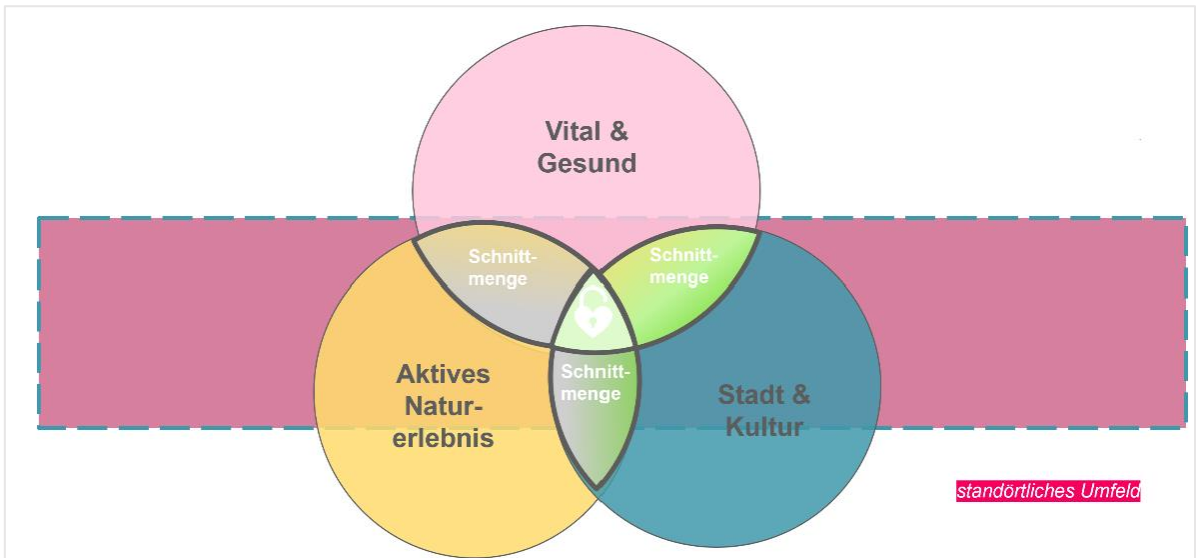 Vital &
Gesund
Schnitt-
menge
Schnitt-
menge
Aktives
Natur-
erlebnis
Schnitt-
menge
Stadt &
Kultur
standörtliches Umfeld